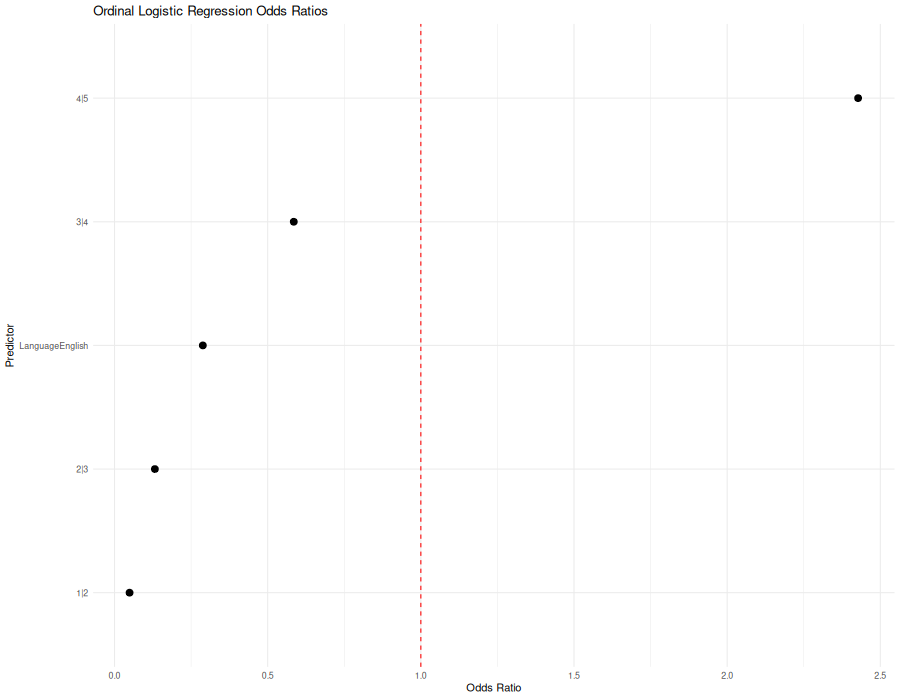 Ordinal Logistic Regression Odds Ratios
4|5
3|4
LanguageEnglish
2|3
1|2
Predictor
0.0 0.5 1.0 1.5 2.0 2.5
Odds Ratio